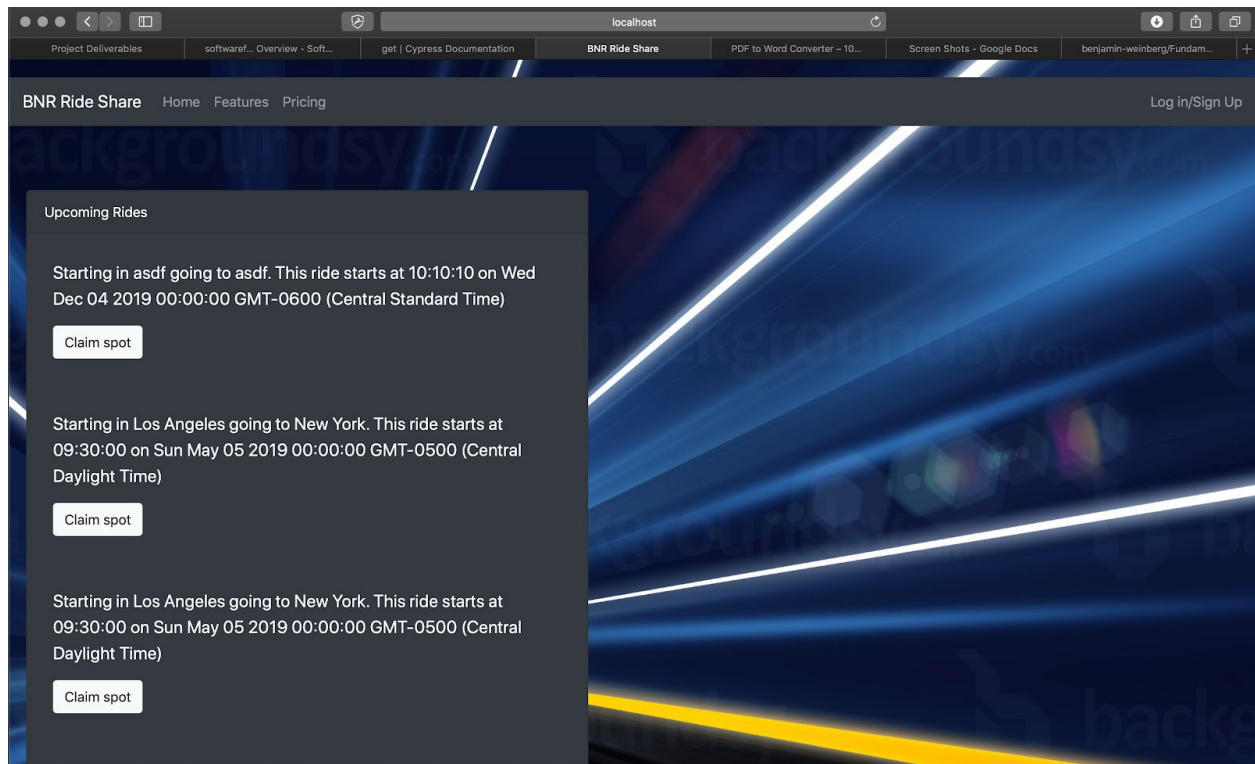 localhost
Project Deliverables
softwaref... Overview - Soft...
get | Cypress Documentation
BNR Ride Share
PDF to Word Converter – 10...
Screen Shots - Google Docs
benjamin-weinberg/Fundam...
BNR Ride Share Home Features Pricing
Log in/Sign Up
backgroundsy.com
backgroundsy.com
Upcoming Rides
Starting in asdf going to asdf. This ride starts at 10:10:10 on Wed
Dec 04 2019 00:00:00 GMT-0600 (Central Standard Time)
Claim spot
backgroundsy.com
Starting in Los Angeles going to New York. This ride starts at
09:30:00 on Sun May 05 2019 00:00:00 GMT-0500 (Central
Daylight Time)
Claim spot
Starting in Los Angeles going to New York. This ride starts at
09:30:00 on Sun May 05 2019 00:00:00 GMT-0500 (Central
Daylight Time)
Claim spot